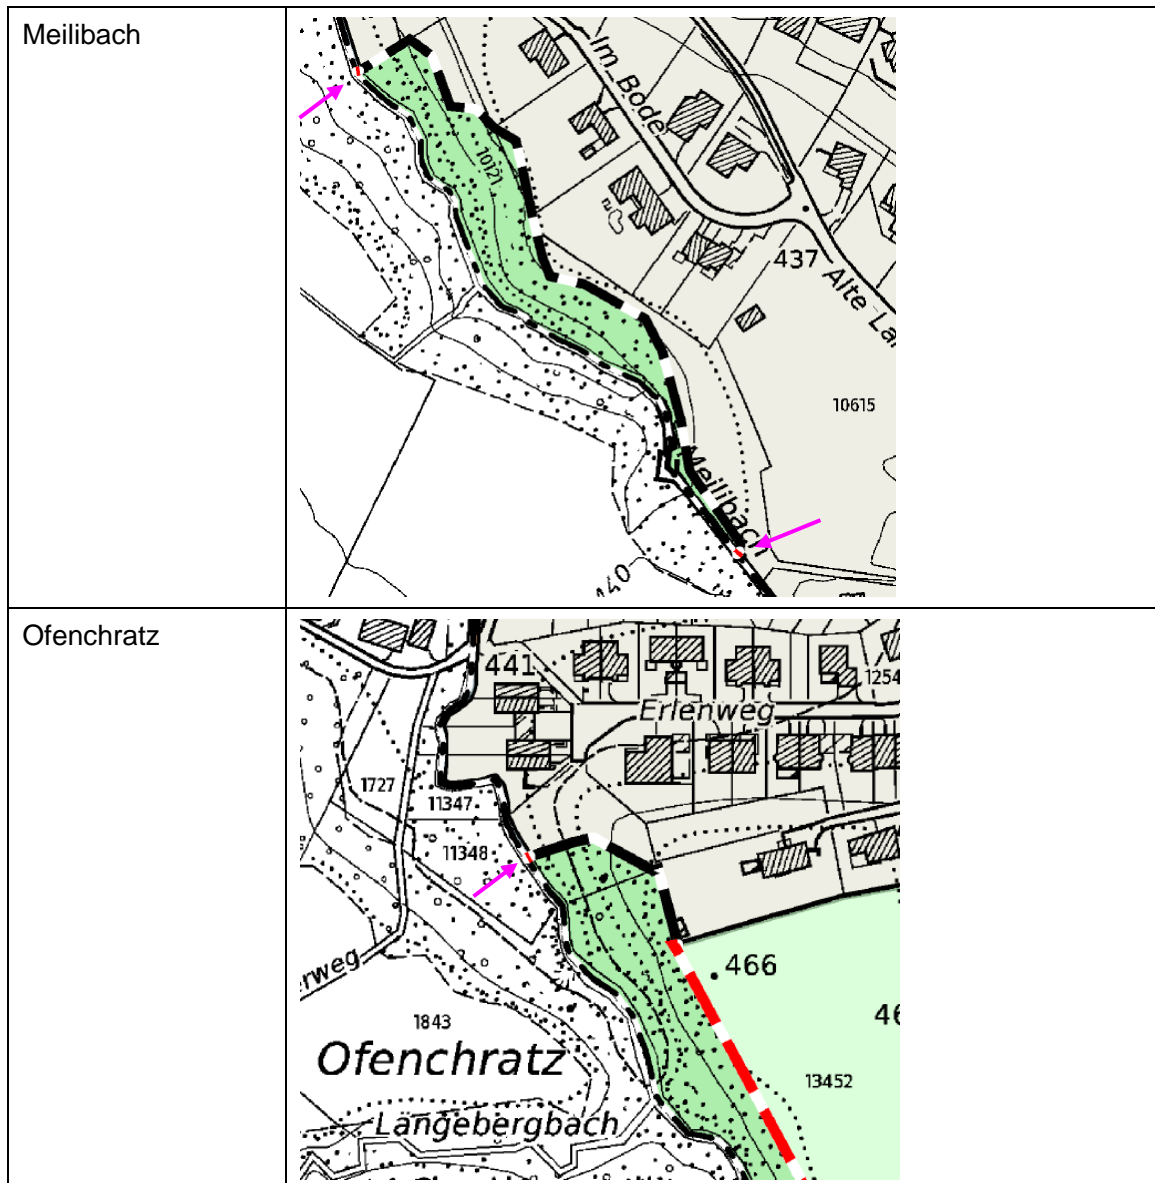 Meilibach
Im Bode
10121
437
Alte La
10615
Meilibach
440
Ofenchratz
441
1254
Erlenweg
1727
11347
11348
466
rweg
46
1843
13452
Ofenchratz
Langebergbach